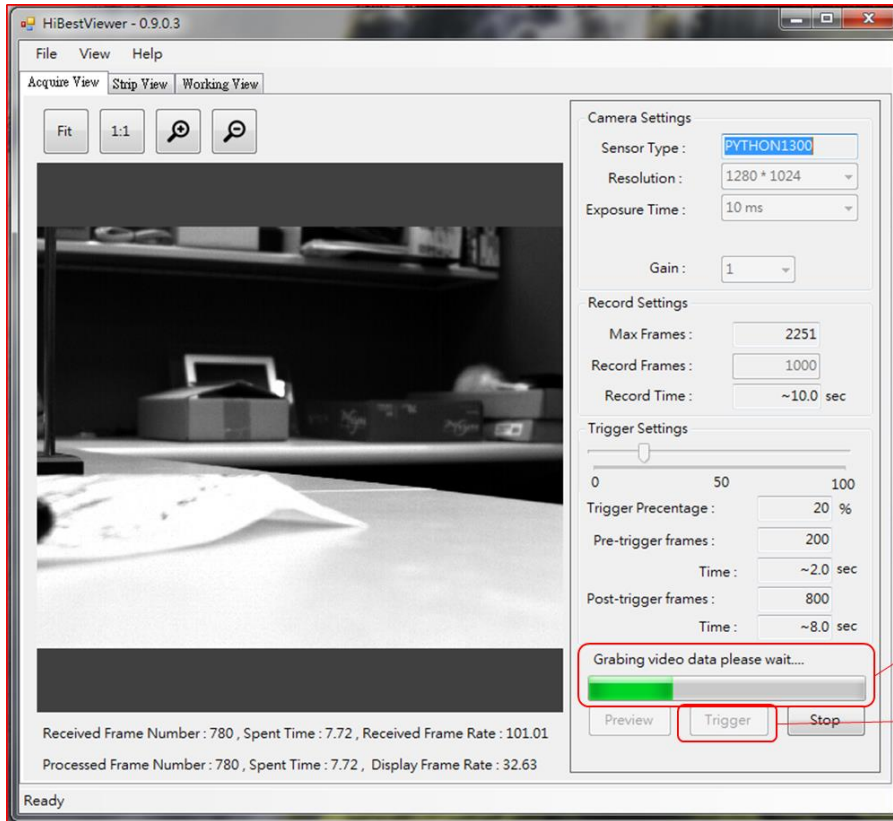 HiBestViewer - 0.9.0.3
File View Help
Acquire View Strip View Working View
Fit 1:1
Camera Settings
Sensor Type : PYTHON1300
Resolution : 1280 * 1024
Exposure Time : 10 ms
Gain : 1
Record Settings
Max Frames : 2251
Record Frames : 1000
Record Time : ~10.0 sec
Trigger Settings
0 50 100
Trigger Precentage : 20 %
Pre-trigger frames : 200
Time : ~2.0 sec
Post-trigger frames : 800
Time : ~8.0 sec
Grabing video data please wait....
Preview Trigger Stop
Received Frame Number : 780 , Spent Time : 7.72 , Received Frame Rate : 101.01
Processed Frame Number : 780 , Spent Time : 7.72 , Display Frame Rate : 32.63
Ready